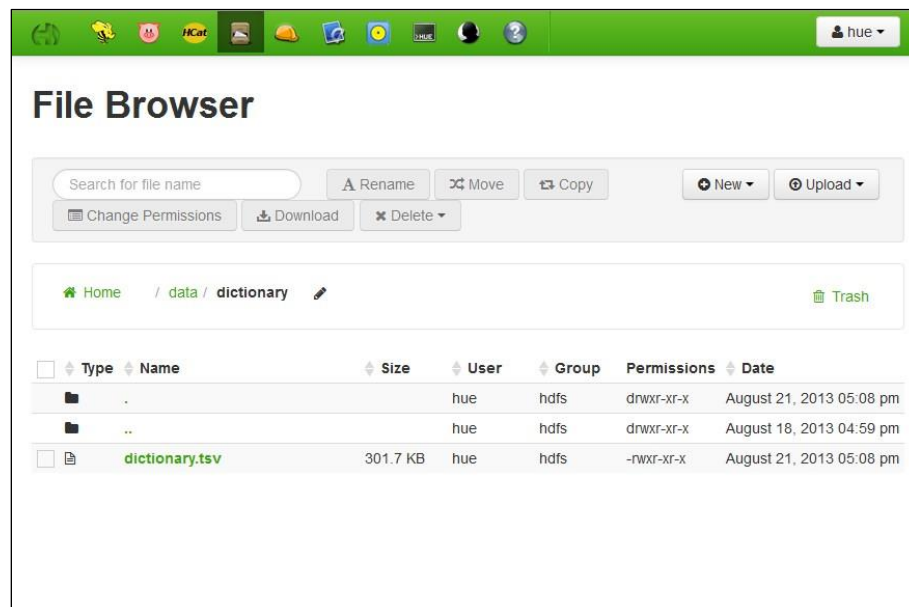 HCat >HUE ? hue
File Browser
Search for file name A Rename Move Copy New Upload
Change Permissions Download Delete
Home / data / dictionary Trash
Type Name Size User Group Permissions Date
. hue hdfs drwxr-xr-x August 21, 2013 05:08 pm
.. hue hdfs drwxr-xr-x August 18, 2013 04:59 pm
dictionary.tsv 301.7 KB hue hdfs -rwxr-xr-x August 21, 2013 05:08 pm